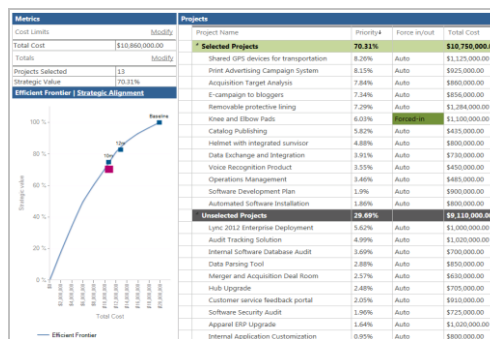 Metrics
Cost Limits Modify
Total Cost $10,860,000.00
Totals Modify
Projects Selected 13
Strategic Value 70.31%
Efficient Frontier | Strategic Alignment
Baseline
12m
10m
100 %
80 %
60 %
40 %
20 %
0 %
Strategic value
$0
Total Cost
Efficient Frontier
Projects
Project Name Priority↓ Force in/out Total Cost
Selected Projects 70.31% $10,750,000.
Shared GPS devices for transportation 8.26% Auto $1,125,000.00
Print Advertising Campaign System 8.15% Auto $925,000.00
Acquisition Target Analysis 7.84% Auto $860,000.00
E-campaign to bloggers 7.34% Auto $856,000.00
Removable protective lining 7.29% Auto $1,284,000.00
Knee and Elbow Pads 6.03% Forced-in $1,100,000.00
Catalog Publishing 5.82% Auto $435,000.00
Helmet with integrated sunvisor 4.88% Auto $800,000.00
Data Exchange and Integration 3.91% Auto $730,000.00
Voice Recognition Product 3.55% Auto $450,000.00
Operations Management 3.46% Auto $485,000.00
Software Development Plan 1.9% Auto $900,000.00
Automated Software Installation 1.86% Auto $800,000.00
Unselected Projects 29.69% $9,110,000.00
Lync 2012 Enterprise Deployment 5.62% Auto $1,000,000.00
Audit Tracking Solution 4.99% Auto $1,020,000.00
Internal Software Database Audit 3.69% Auto $700,000.00
Data Parsing Tool 2.88% Auto $850,000.00
Merger and Acquisition Deal Room 2.57% Auto $630,000.00
Hub Upgrade 2.48% Auto $705,000.00
Customer service feedback portal 2.05% Auto $910,000.00
Software Security Audit 1.96% Auto $725,000.00
Apparel ERP Upgrade 1.64% Auto $1,020,000.00
Internal Application Customization 0.95% Auto $800,000.00